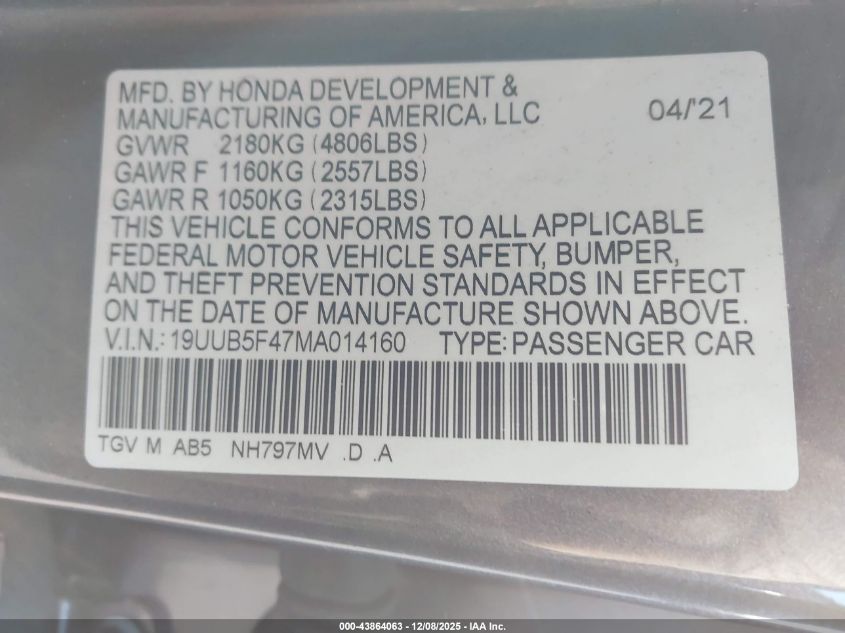 MFD. BY HONDA DEVELOPMENT &
MANUFACTURING OF AMERICA, LLC 04/'21
GVWR 2180KG (4806LBS)
GAWR F 1160KG (2557LBS)
GAWR R 1050KG (2315LBS)
THIS VEHICLE CONFORMS TO ALL APPLICABLE
FEDERAL MOTOR VEHICLE SAFETY, BUMPER,
AND THEFT PREVENTION STANDARDS IN EFFECT
ON THE DATE OF MANUFACTURE SHOWN ABOVE.
V.I.N.: 19UUB5F47MA014160 TYPE: PASSENGER CAR
TGV M AB5 NH797MV .D .A
000-43864063 - 12/08/2025 - IAA Inc.